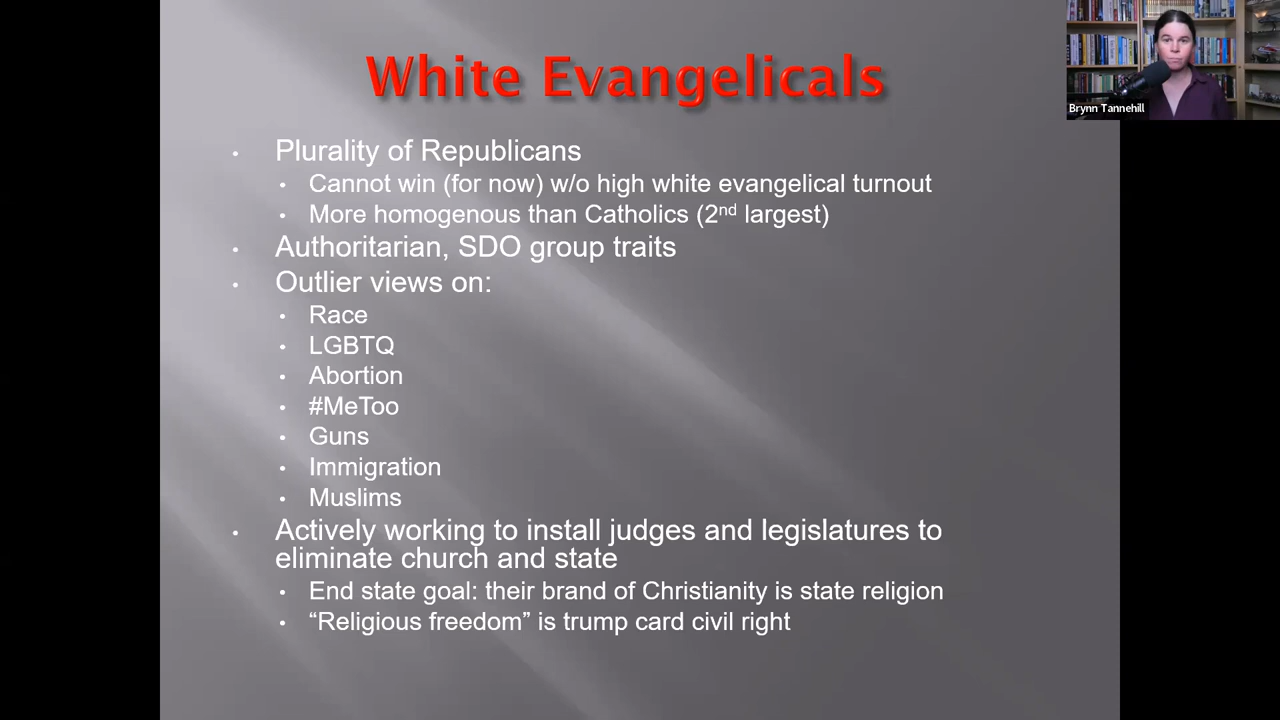 White Evangelicals
Brynn Tannehill
• Plurality of Republicans
• Cannot win (for now) w/o high white evangelical turnout
• More homogenous than Catholics (2nd largest)
• Authoritarian, SDO group traits
• Outlier views on:
• Race
• LGBTQ
• Abortion
• #MeToo
• Guns
• Immigration
• Muslims
• Actively working to install judges and legislatures to
eliminate church and state
• End state goal: their brand of Christianity is state religion
• “Religious freedom” is trump card civil right